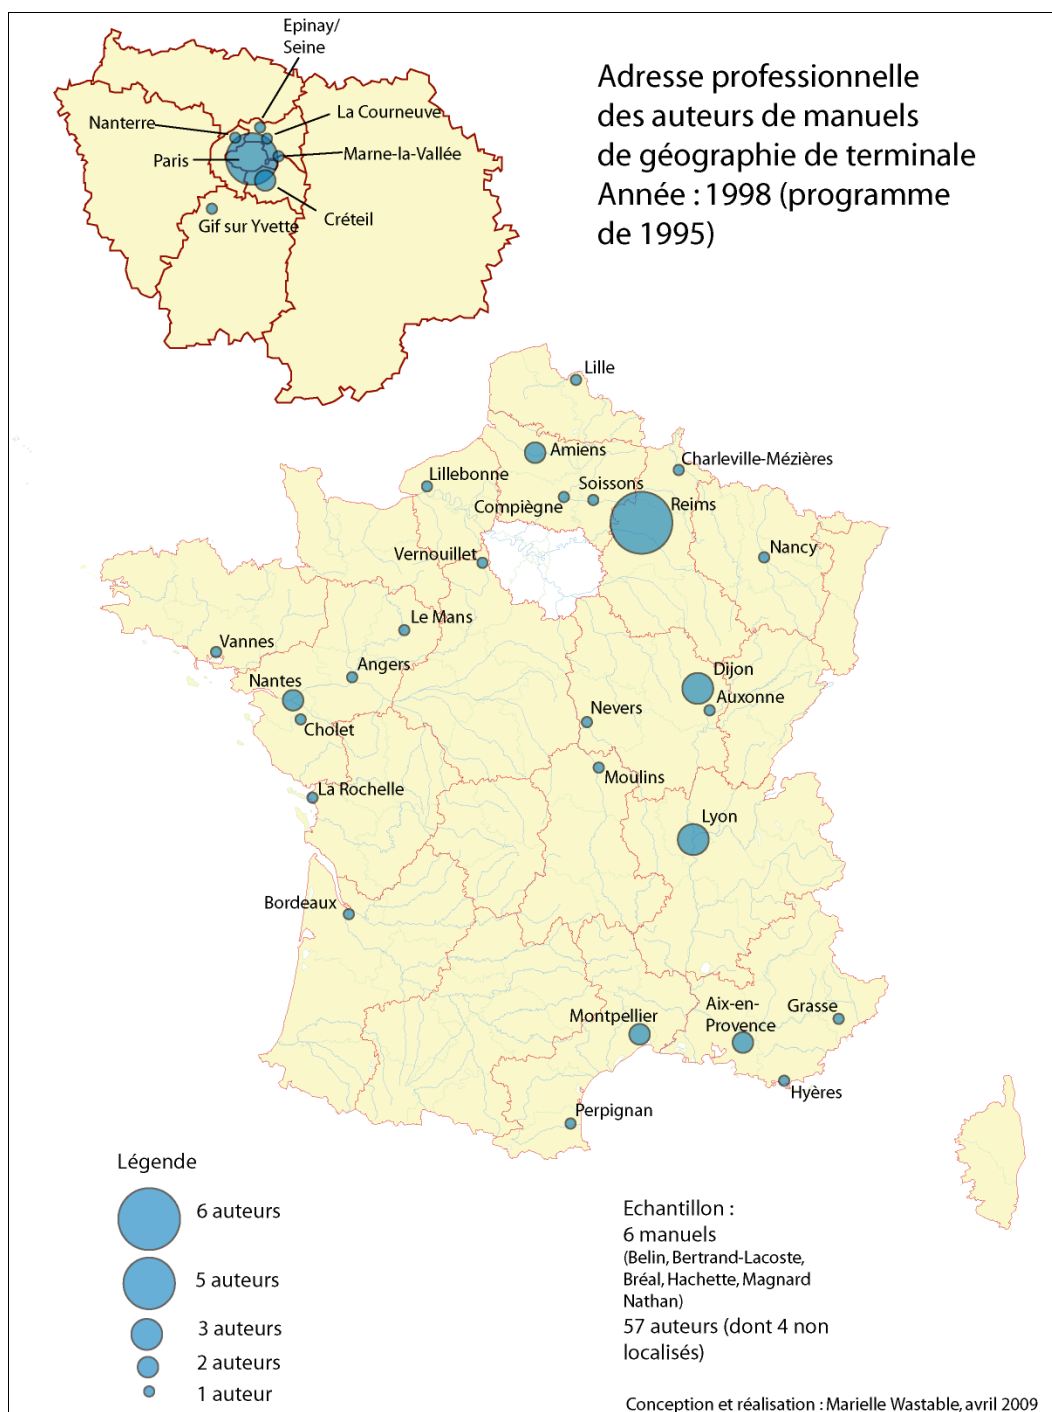 Epinay/
Seine
La Courneuve
Nanterre
Marne-la-Vallée
Paris
Créteil
Gif sur Yvette
Adresse professionnelle
des auteurs de manuels
de géographie de terminale
Année : 1998 (programme
de 1995)
Lille
Amiens
Charleville-Mézières
Lillebonne
Soissons
Compiègne
Reims
Vernouillet
Nancy
Le Mans
Vannes
Angers
Dijon
Nantes
Auxonne
Nevers
Cholet
Moulins
La Rochelle
Lyon
Bordeaux
Aix-en-
Provence
Grasse
Montpellier
Hyères
Perpignan
Légende
6 auteurs
5 auteurs
3 auteurs
2 auteurs
1 auteur
Echantillon :
6 manuels
(Belin, Bertrand-Lacoste,
Bréal, Hachette, Magnard
Nathan)
57 auteurs (dont 4 non
localisés)
Conception et réalisation : Marielle Wastable, avril 2009